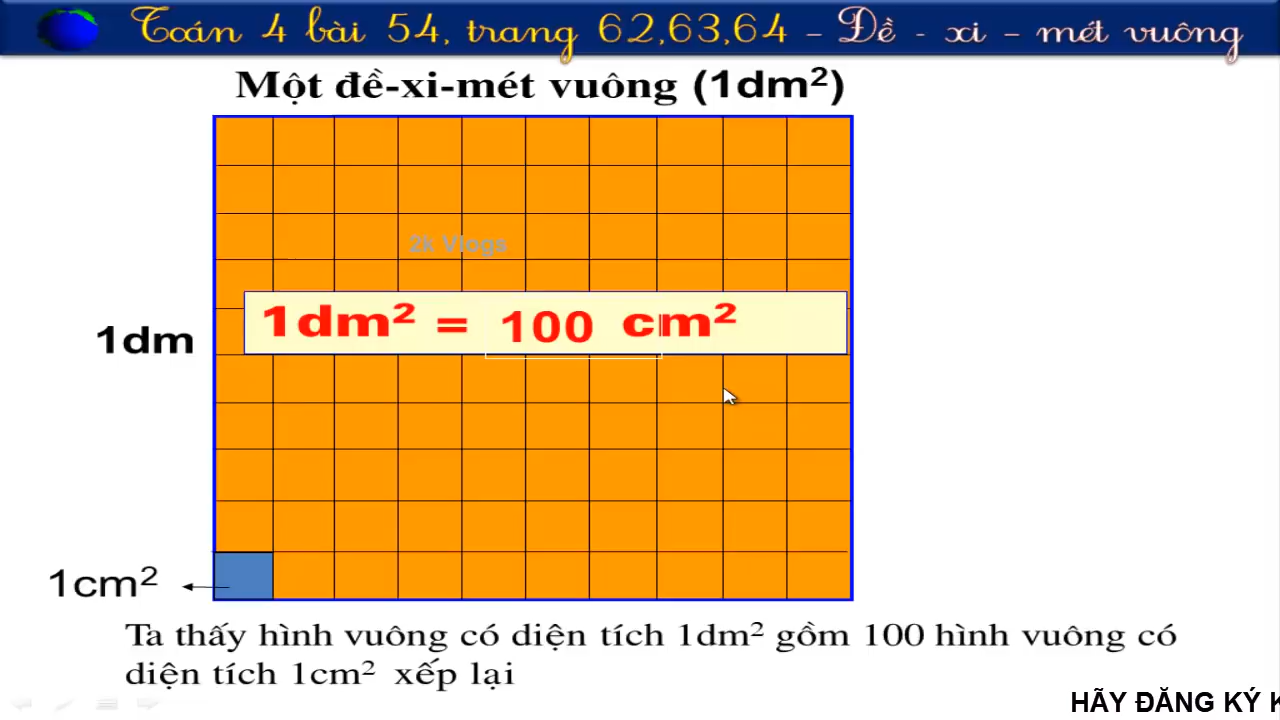 Toán 4 bài 54, trang 62,63,64 – Đề - xi – mét vuông
Một đề-xi-mét vuông (1dm²)
2k Vlogs
1dm² = 100 cm²
1dm
1cm²
Ta thấy hình vuông có diện tích 1dm² gồm 100 hình vuông có
diện tích 1cm² xếp lại
HÃY ĐĂNG KÝ K